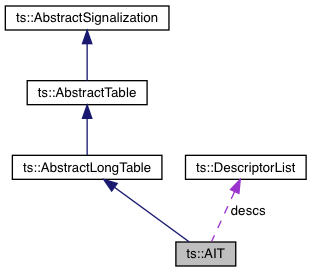 ts::AbstractSignalization
ts::AbstractTable
ts::AbstractLongTable
ts::DescriptorList
descs
ts::AIT